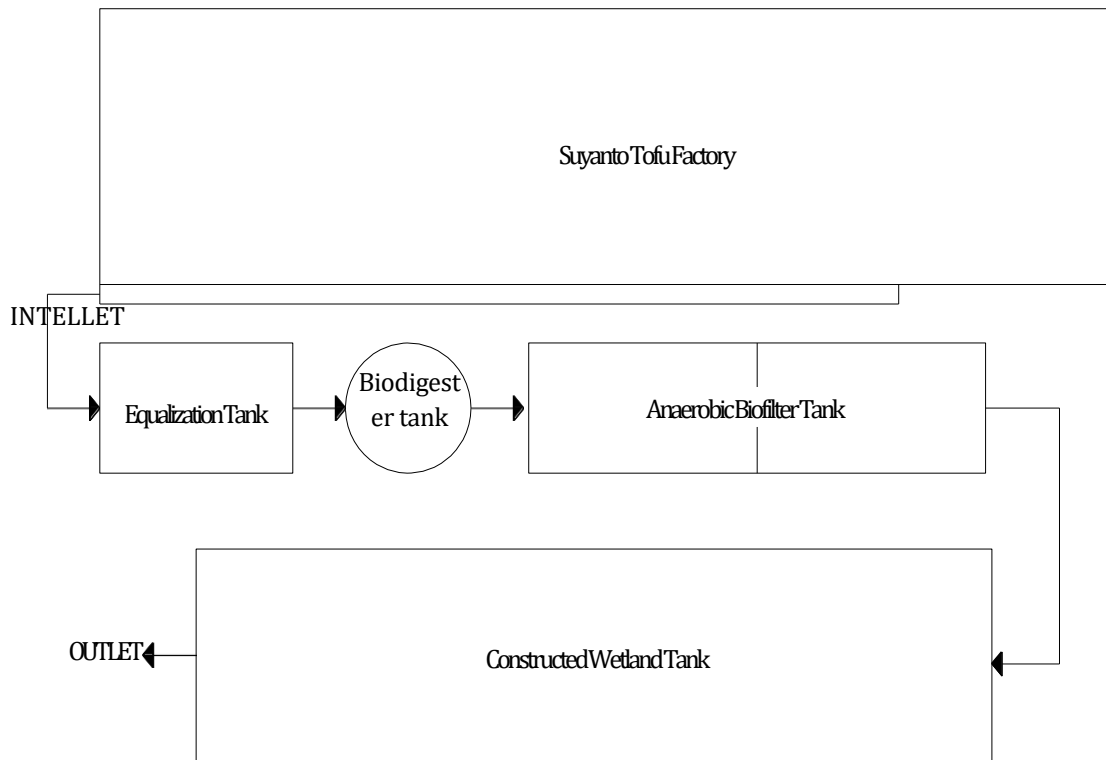 Suyanto Tofu Factory
INTELLET
Equalization Tank
Biodigest
er tank
Anaerobic Biofilter Tank
OUTLET
Constructed Wetland Tank